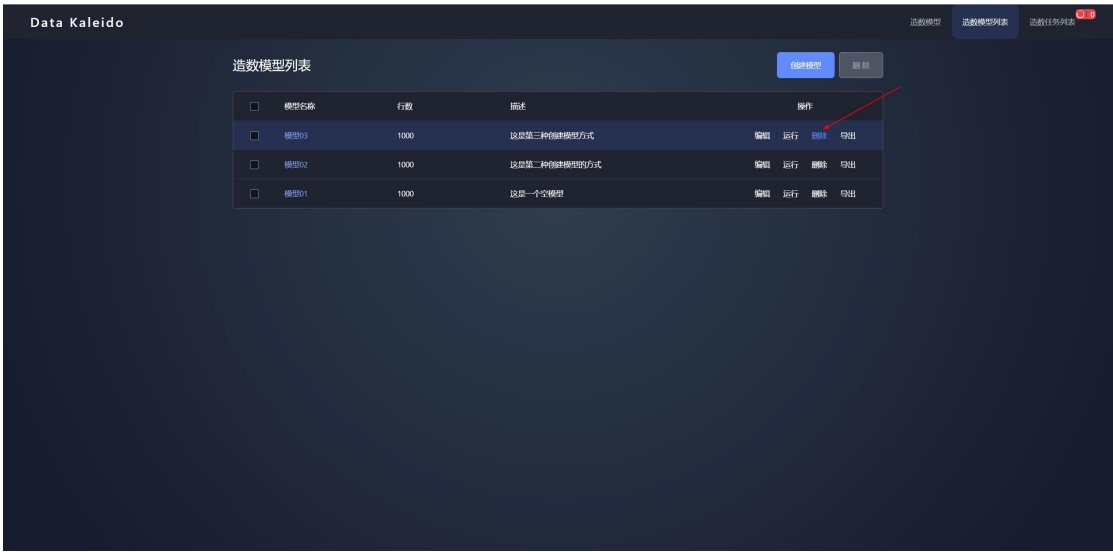 Data Kaleido 造数模型 造数模型列表 造数任务列表 0
造数模型列表 创建模型 删 除
模型名称 行数 描述 操作
模型03 1000 这是第三种创建模型方式 编辑 运行 删除 导出
模型02 1000 这是第二种创建模型的方式 编辑 运行 删除 导出
模型01 1000 这是一个空模型 编辑 运行 删除 导出